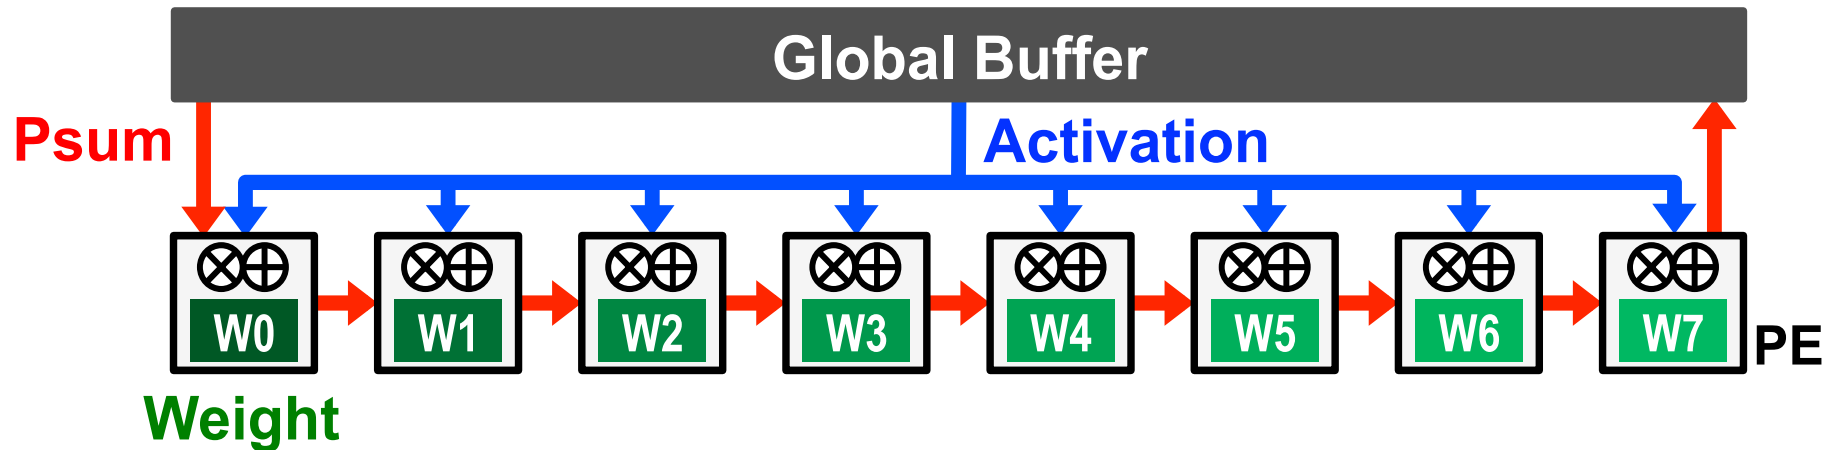 Global Buffer
Psum
Activation
W0 W1 W2 W3 W4 W5 W6 W7
PE
Weight